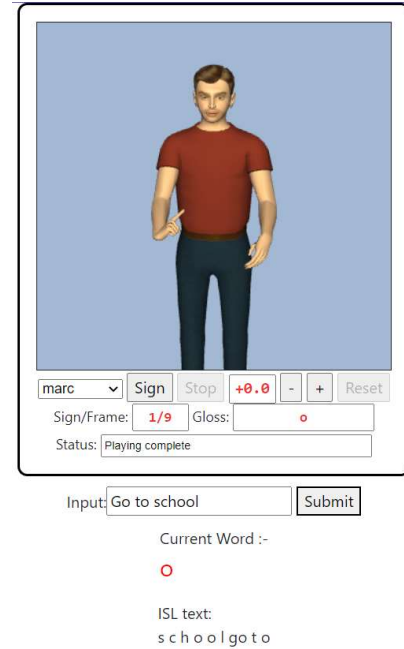 marc Sign Stop +0.0 - + Reset
Sign/Frame: 1/9 Gloss: o
Status: Playing complete
Input: Go to school Submit
Current Word :-
O
ISL text:
s c h o o l go t o